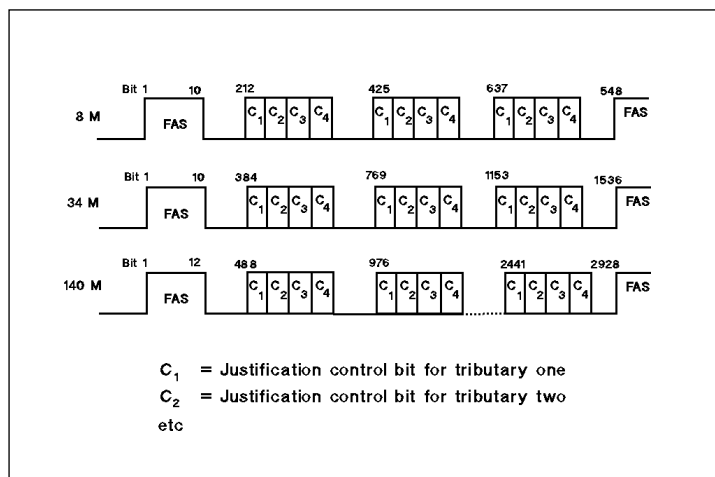 Bit 1 10 212 425 637 548
8 M FAS C1 C2 C3 C4 C1 C2 C3 C4 C1 C2 C3 C4 FAS
Bit 1 10 384 769 1153 1536
34 M FAS C1 C2 C3 C4 C1 C2 C3 C4 C1 C2 C3 C4 FAS
Bit 1 12 488 976 2441 2928
140 M FAS C1 C2 C3 C4 C1 C2 C3 C4 C1 C2 C3 C4 FAS
C1 = Justification control bit for tributary one
C2 = Justification control bit for tributary two
etc